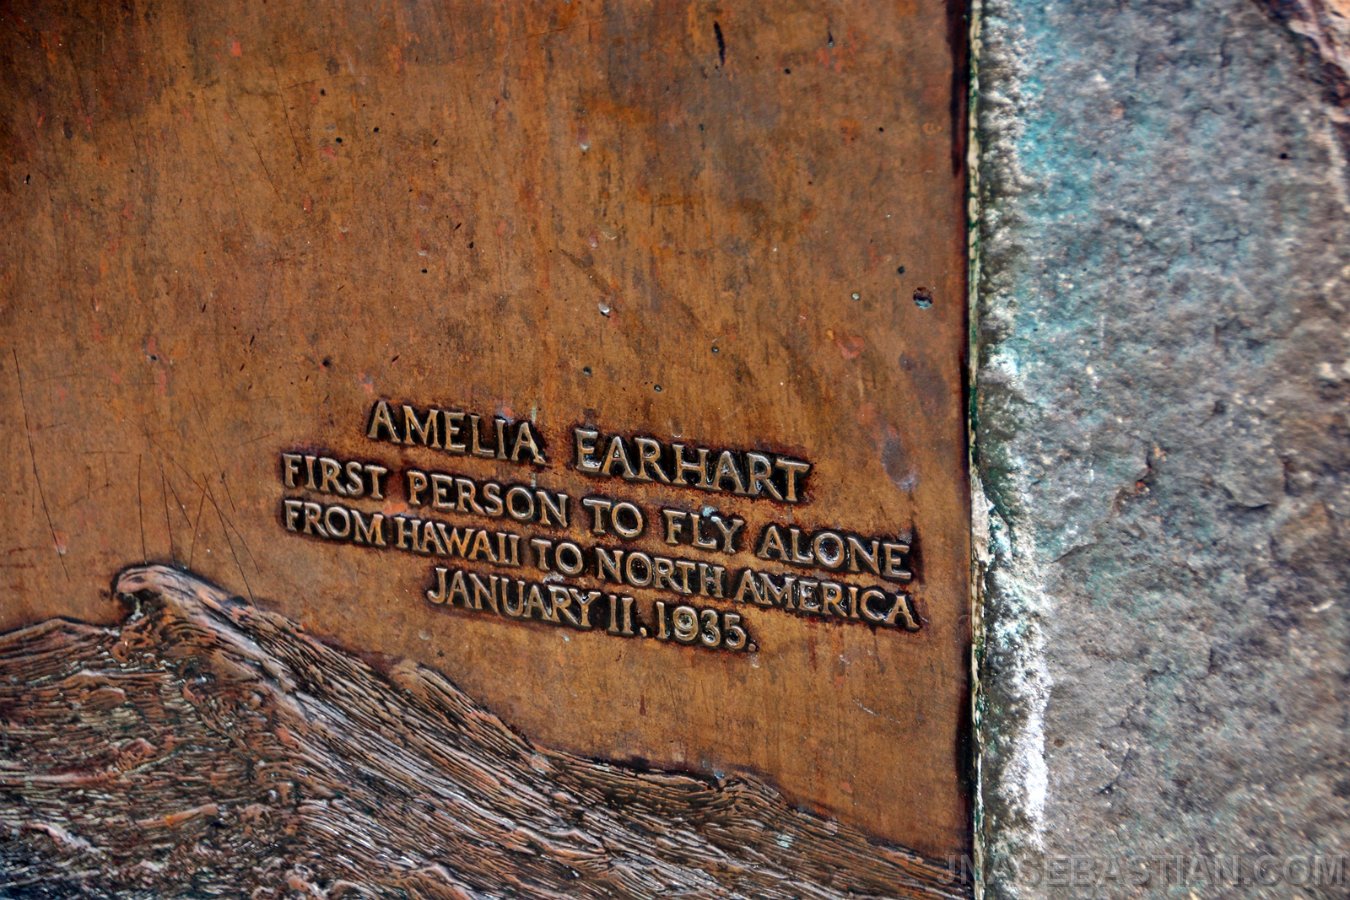 AMELIA EARHART
FIRST PERSON TO FLY ALONE
FROM HAWAII TO NORTH AMERICA
JANUARY 11, 1935.
JNASEBASTIAN.COM